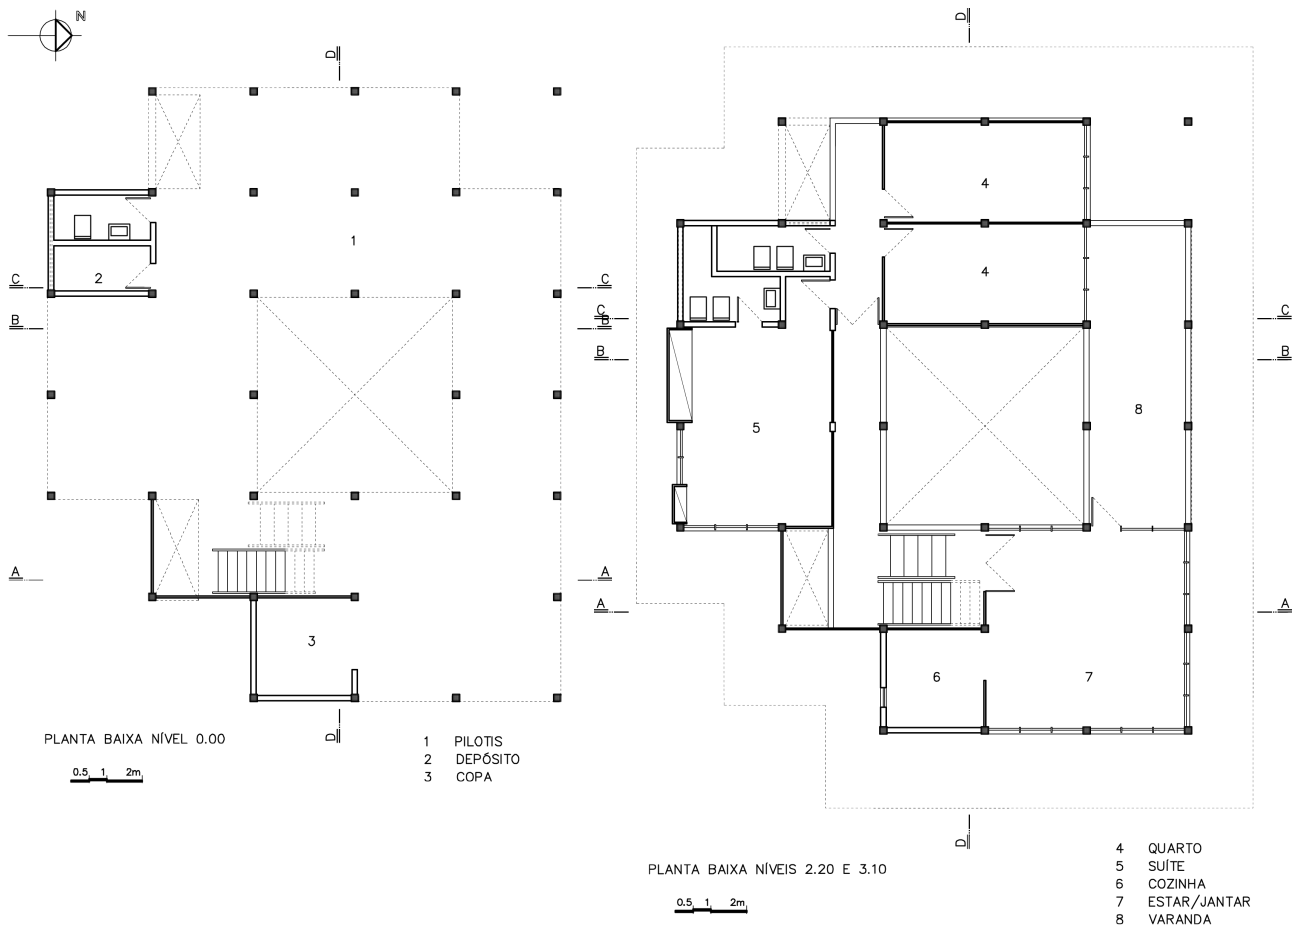 N
D
D
1
4
C
2
4
C
C
C
B
B
B
B
8
5
A
A
A
A
3
6
7
PLANTA BAIXA NÍVEL 0.00
D
1 PILOTIS
2 DEPÓSITO
3 COPA
0.5 1 2m
D
PLANTA BAIXA NÍVEIS 2.20 E 3.10
0.5 1 2m
4 QUARTO
5 SUÍTE
6 COZINHA
7 ESTAR/JANTAR
8 VARANDA